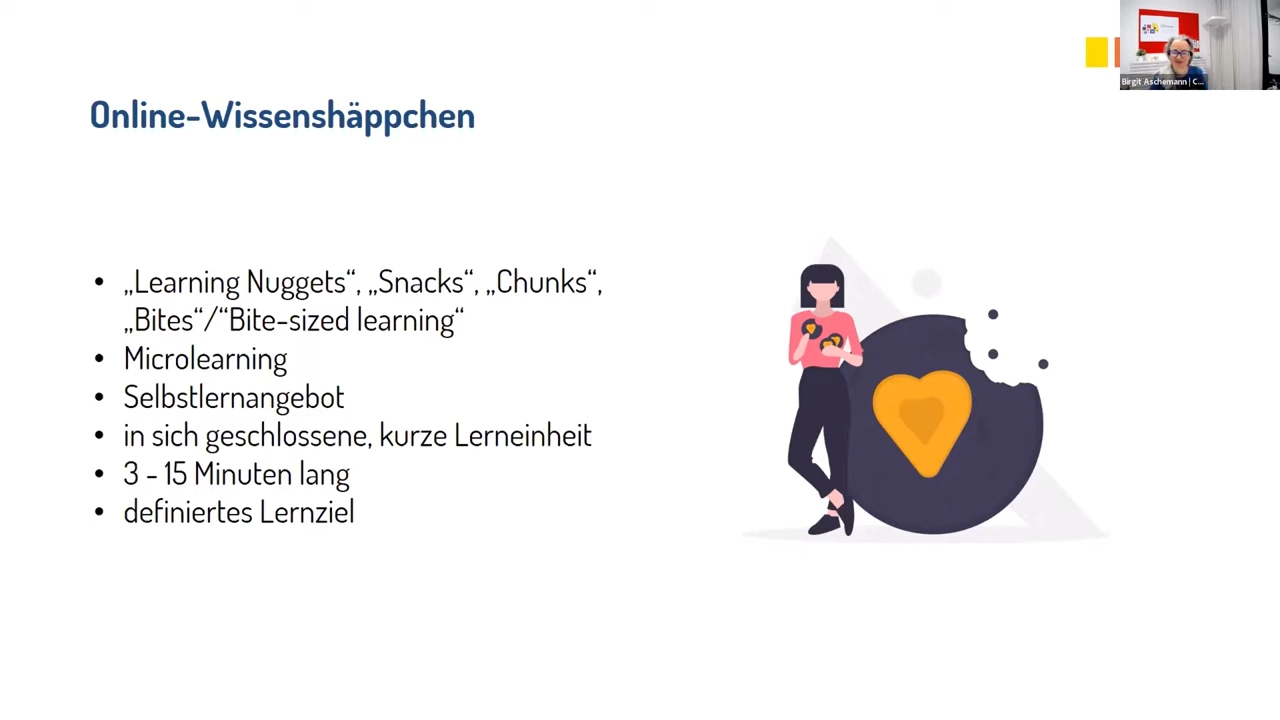 Birgit Aschemann | C...
Online-Wissenshäppchen
• „Learning Nuggets“, „Snacks“, „Chunks“,
„Bites“/“Bite-sized learning“
• Microlearning
• Selbstlernangebot
• in sich geschlossene, kurze Lerneinheit
• 3 - 15 Minuten lang
• definiertes Lernziel